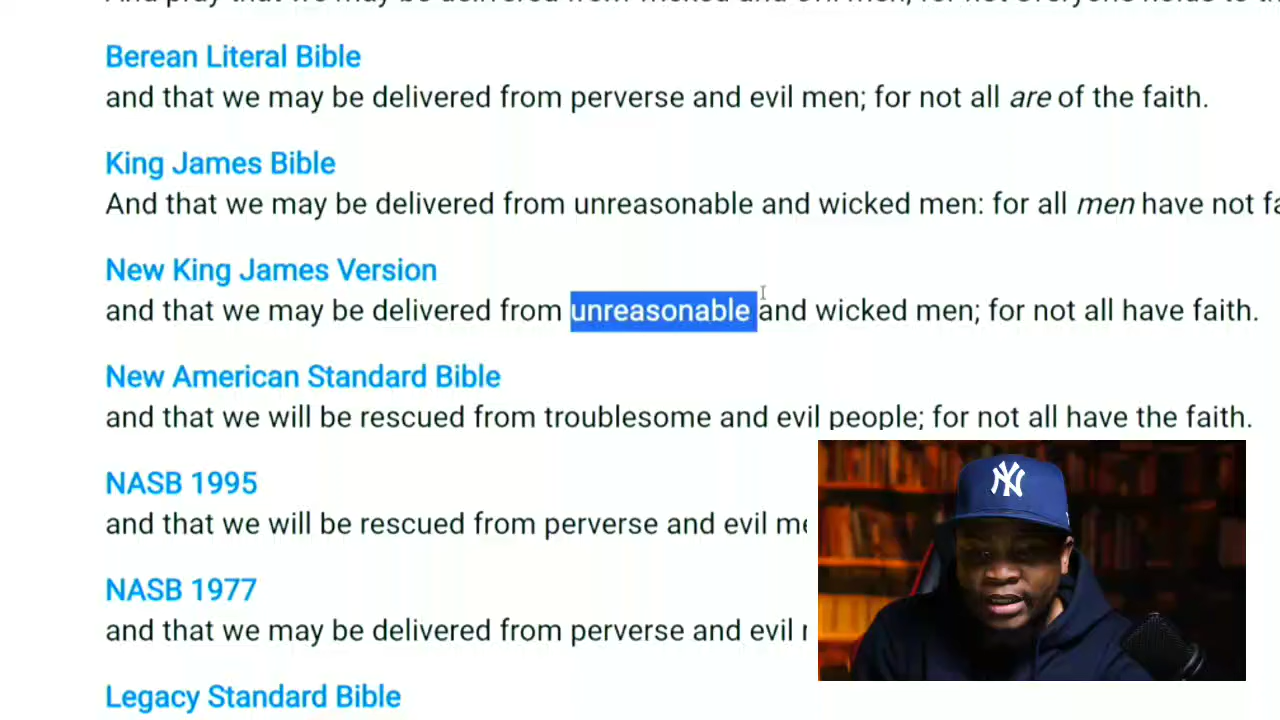 Berean Literal Bible
and that we may be delivered from perverse and evil men; for not all are of the faith.
King James Bible
And that we may be delivered from unreasonable and wicked men: for all men have not
New King James Version
and that we may be delivered from unreasonable and wicked men; for not all have faith.
New American Standard Bible
and that we will be rescued from troublesome and evil people; for not all have the faith.
NASB 1995
and that we will be rescued from perverse and evil
NASB 1977
and that we may be delivered from perverse and evil
Legacy Standard Bible
NY